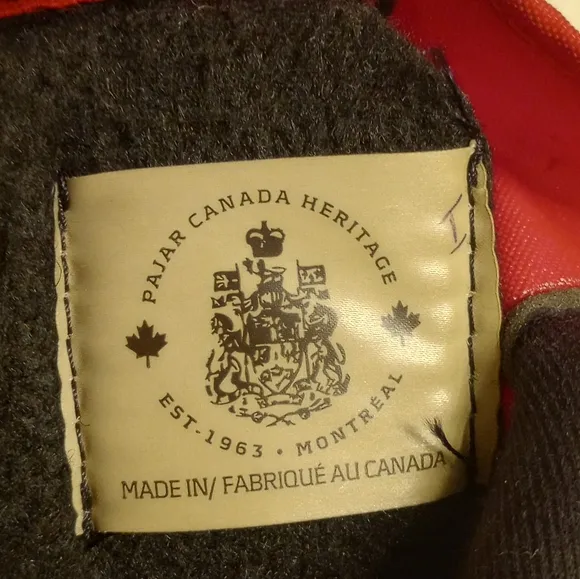 PAJAR CANADA HERITAGE
EST·1963 · MONTRÉAL
MADE IN/ FABRIQUÉ AU CANADA
I